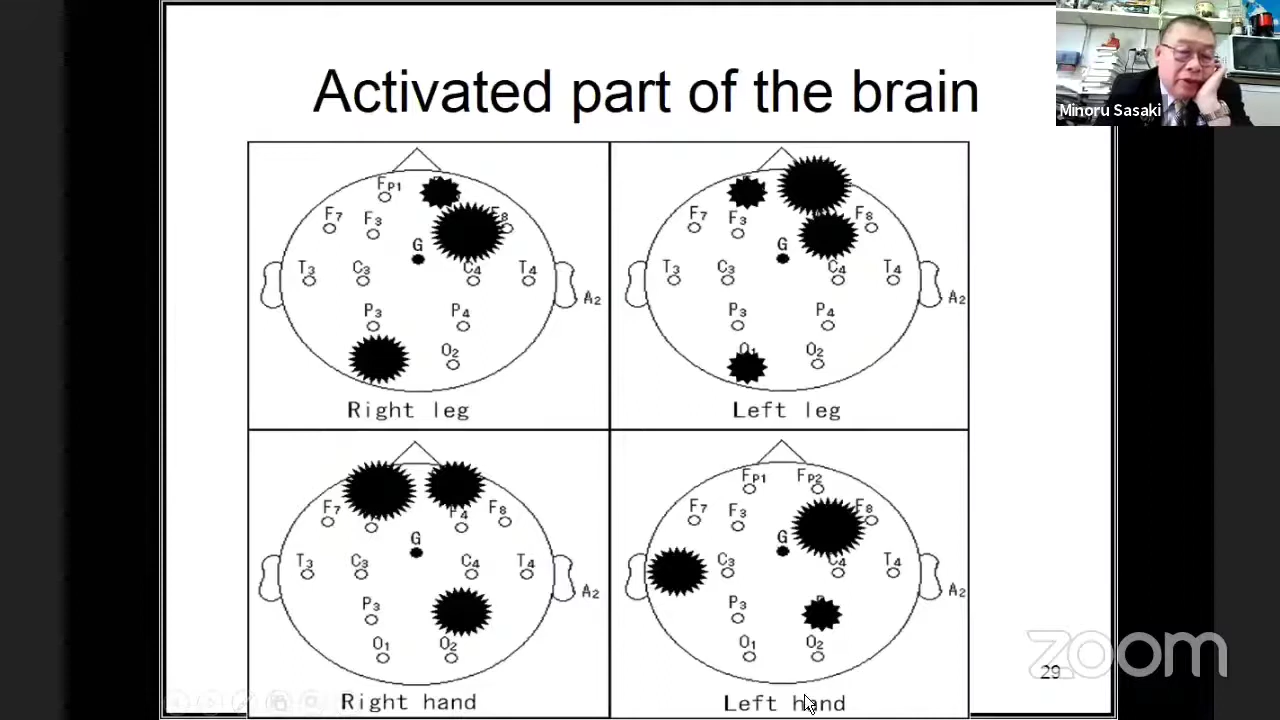 Activated part of the brain
Minoru Sasaki
FP1
F7 F3 F8
G
T3 C3 C4 T4
A2
P3 P4
O2
Right leg
F7 F3 F8
G
T3 C3 C4 T4
A2
P3 P4
O1 O2
Left leg
F7 F4 F8
G
T3 C3 C4 T4
A2
P3
O1 O2
Right hand
FP1 FP2
F7 F3 F8
G
C3 C4 T4
A2
P3
O1 O2
Left hand
29
zoom